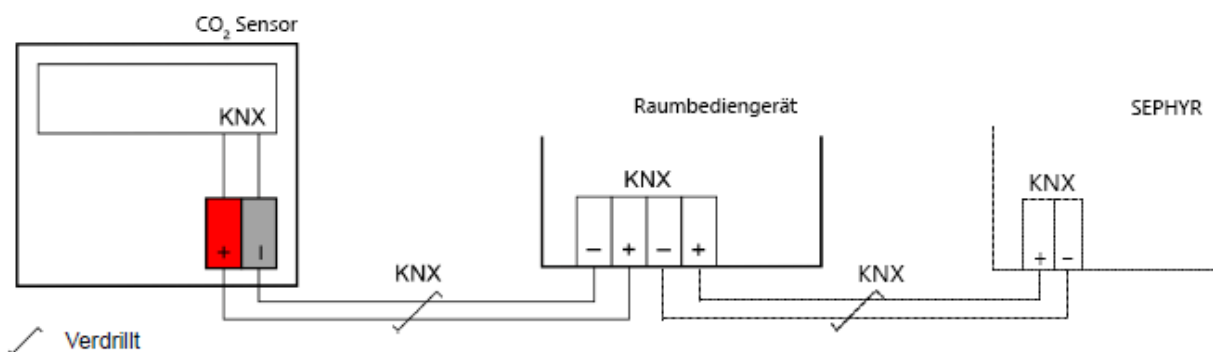 CO₂ Sensor
KNX
+ –
Raumbediengerät
KNX
– + – +
SEPHYR
KNX
+ –
KNX
KNX
Verdrillt